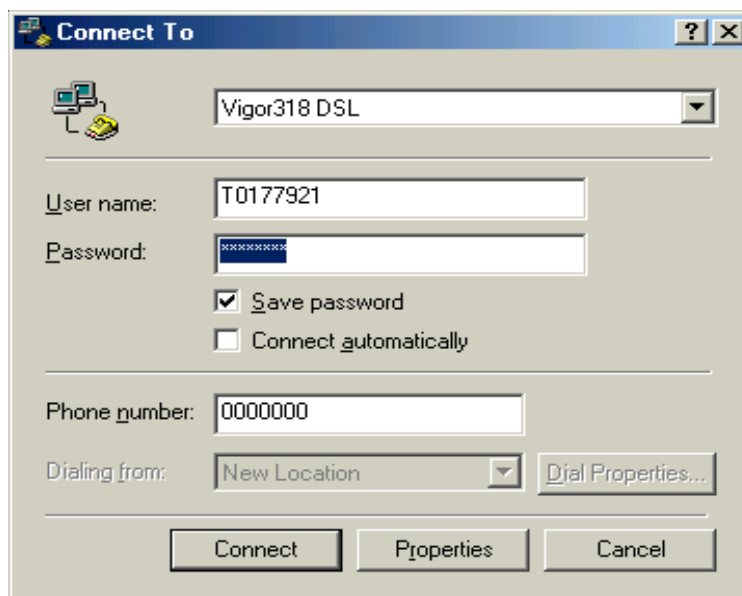 Connect To
Vigor318 DSL
User name: T0177921
Password: ********
Save password
Connect automatically
Phone number: 0000000
Dialing from: New Location Dial Properties...
Connect Properties Cancel